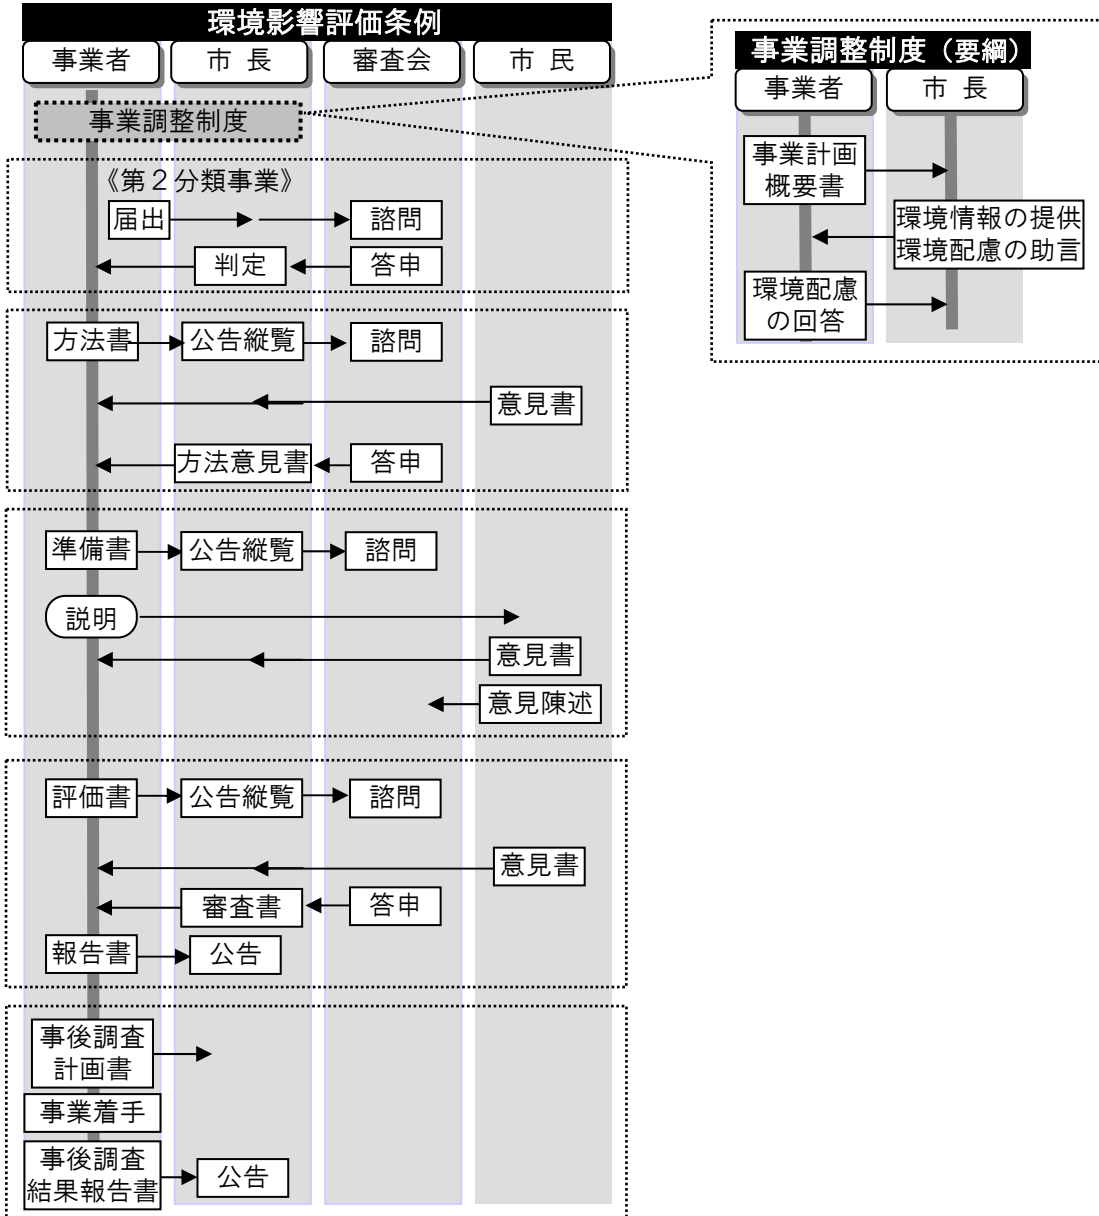 環境影響評価条例
事業者
市 長
審査会
市 民
事業調整制度
《第２分類事業》
届出
諮問
判定
答申
方法書
公告縦覧
諮問
意見書
方法意見書
答申
準備書
公告縦覧
諮問
説明
意見書
意見陳述
評価書
公告縦覧
諮問
意見書
審査書
答申
報告書
公告
事後調査
計画書
事業着手
事後調査
結果報告書
公告
事業調整制度（要綱）
事業者
市 長
事業計画
概要書
環境情報の提供
環境配慮の助言
環境配慮
の回答